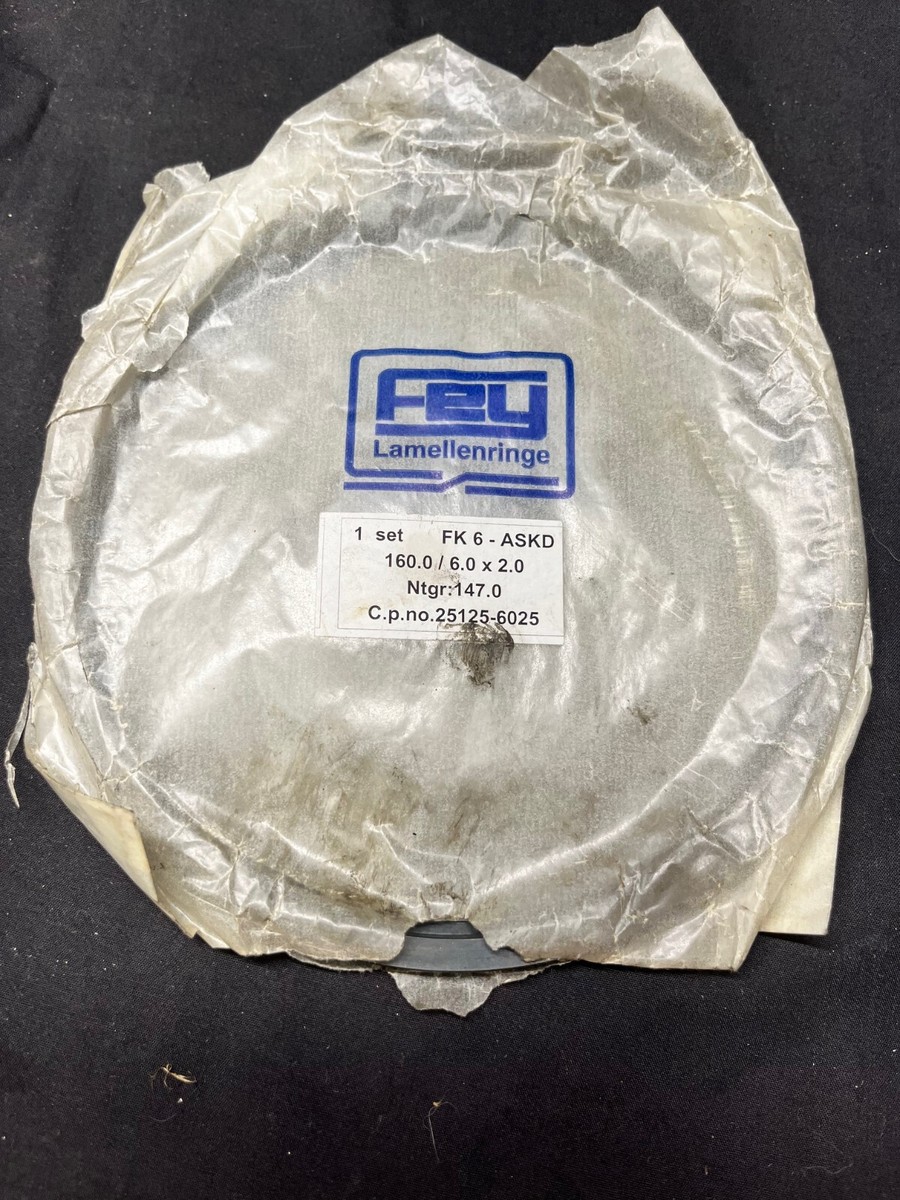 Fey
Lamellenringe
1 set FK 6 - ASKD
160.0 / 6.0 x 2.0
Ntgr:147.0
C.p.no.25125-6025